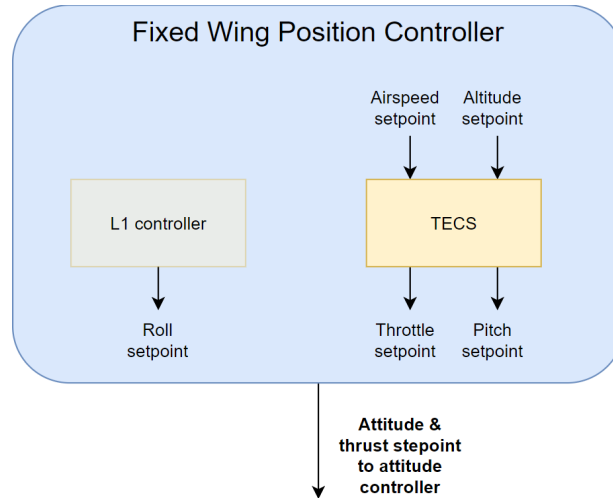 Fixed Wing Position Controller
Airspeed
setpoint
Altitude
setpoint
L1 controller
TECS
Roll
setpoint
Throttle
setpoint
Pitch
setpoint
Attitude &
thrust stepoint
to attitude
controller